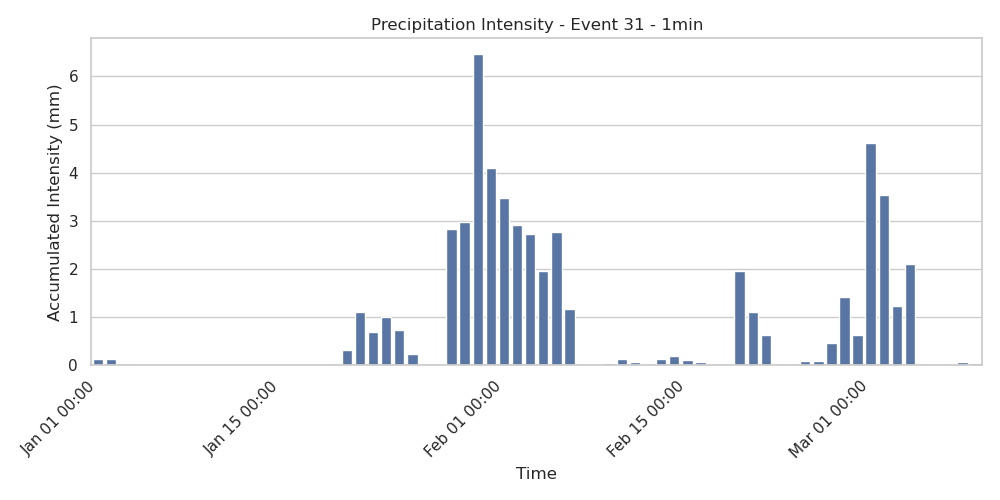 Precipitation Intensity - Event 31 - 1min
Accumulated Intensity (mm)
6
5
4
3
2
1
0
Jan 01 00:00
Jan 15 00:00
Feb 01 00:00
Feb 15 00:00
Mar 01 00:00
Time